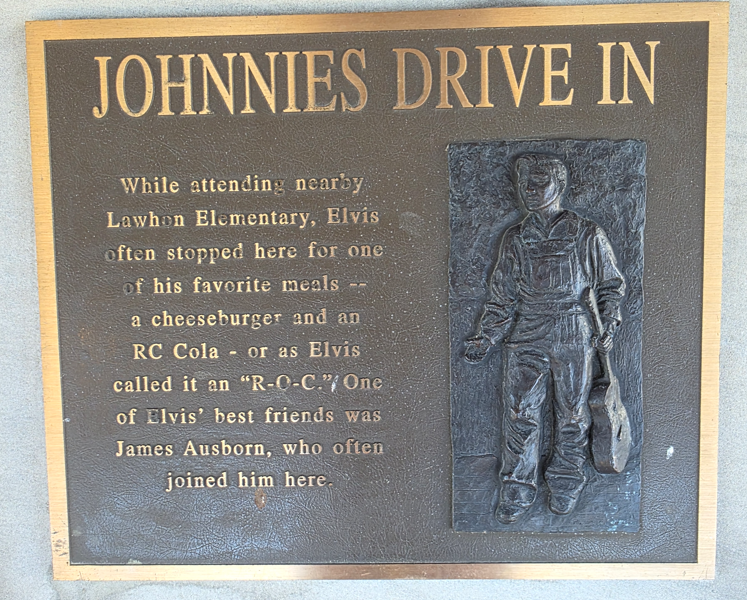 JOHNNIES DRIVE IN
While attending nearby
Lawhon Elementary, Elvis
often stopped here for one
of his favorite meals --
a cheeseburger and an
RC Cola - or as Elvis
called it an “R-O-C.” One
of Elvis’ best friends was
James Ausborn, who often
joined him here.